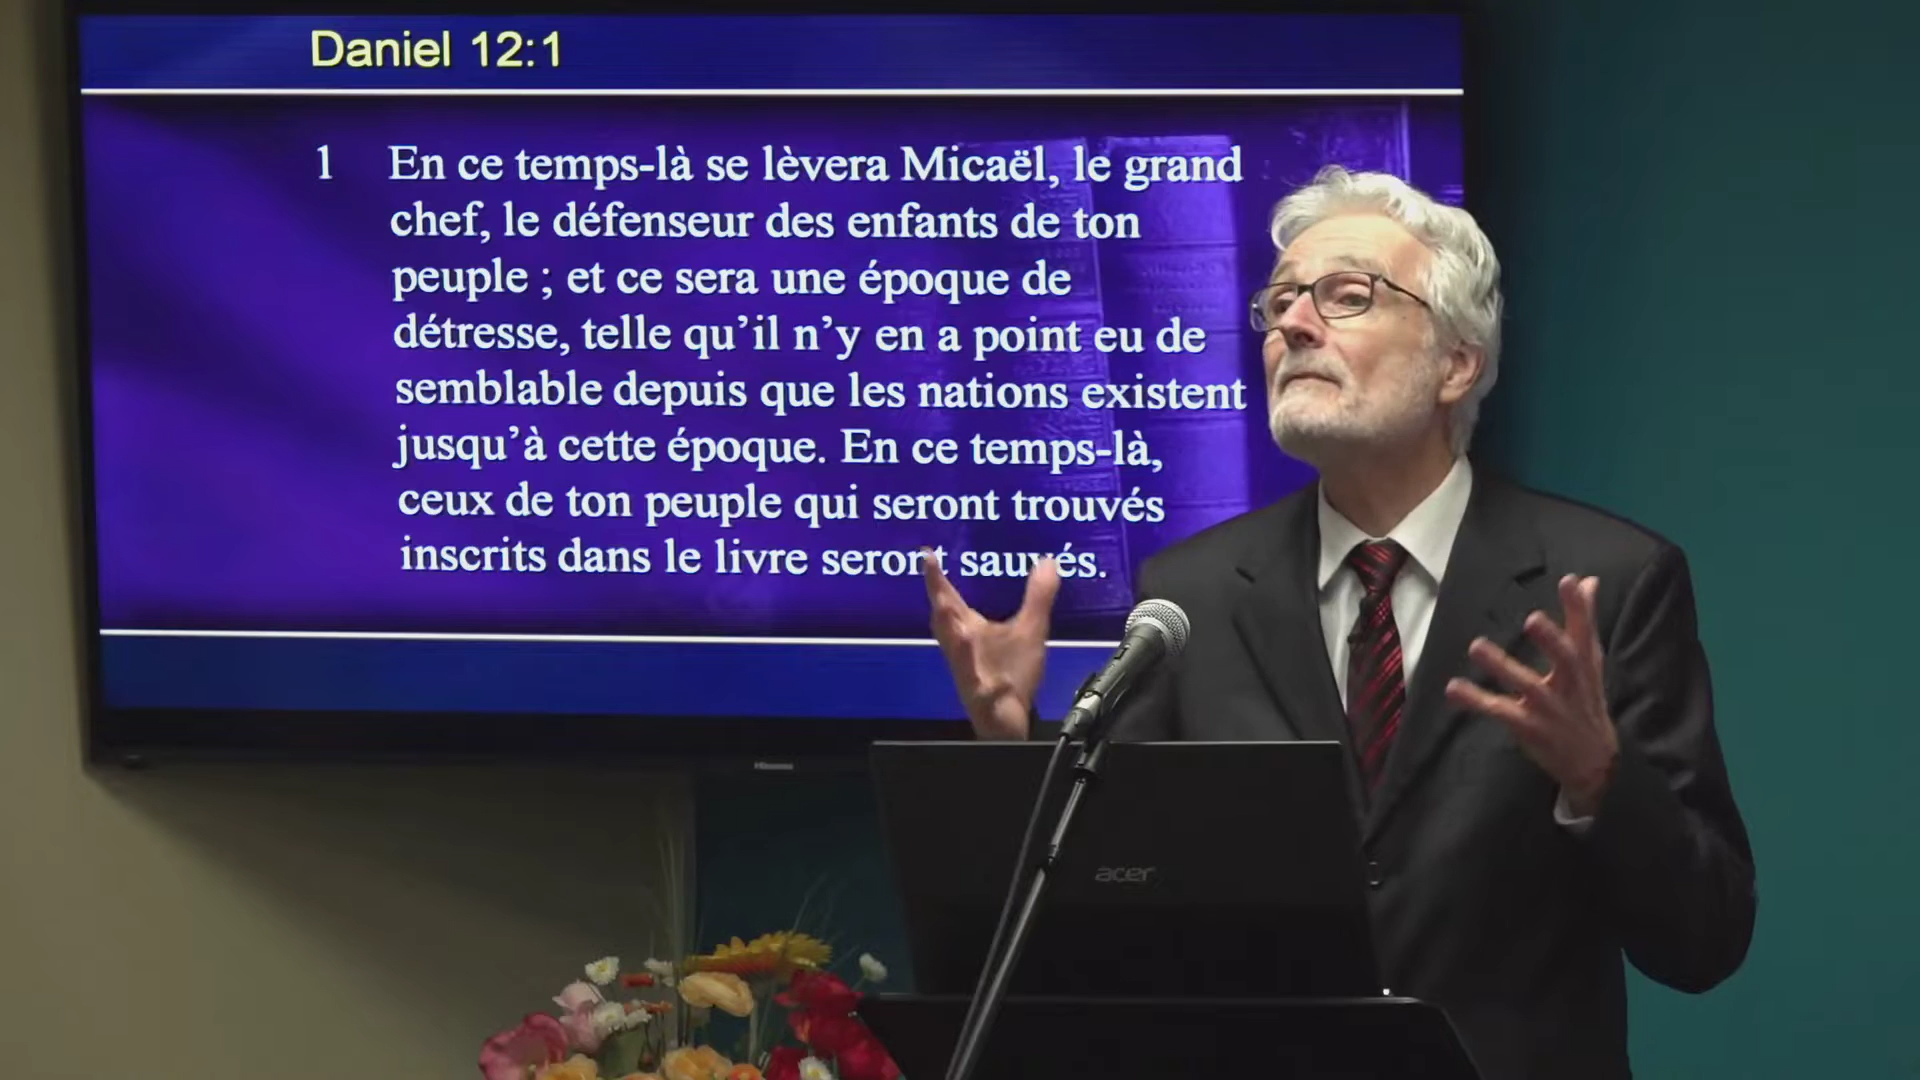 Daniel 12:1
1 En ce temps-là se lèvera Micaël, le grand
chef, le défenseur des enfants de ton
peuple ; et ce sera une époque de
détresse, telle qu’il n’y en a point eu de
semblable depuis que les nations existent
jusqu’à cette époque. En ce temps-là,
ceux de ton peuple qui seront trouvés
inscrits dans le livre seront sauvés.
Hisense
acer